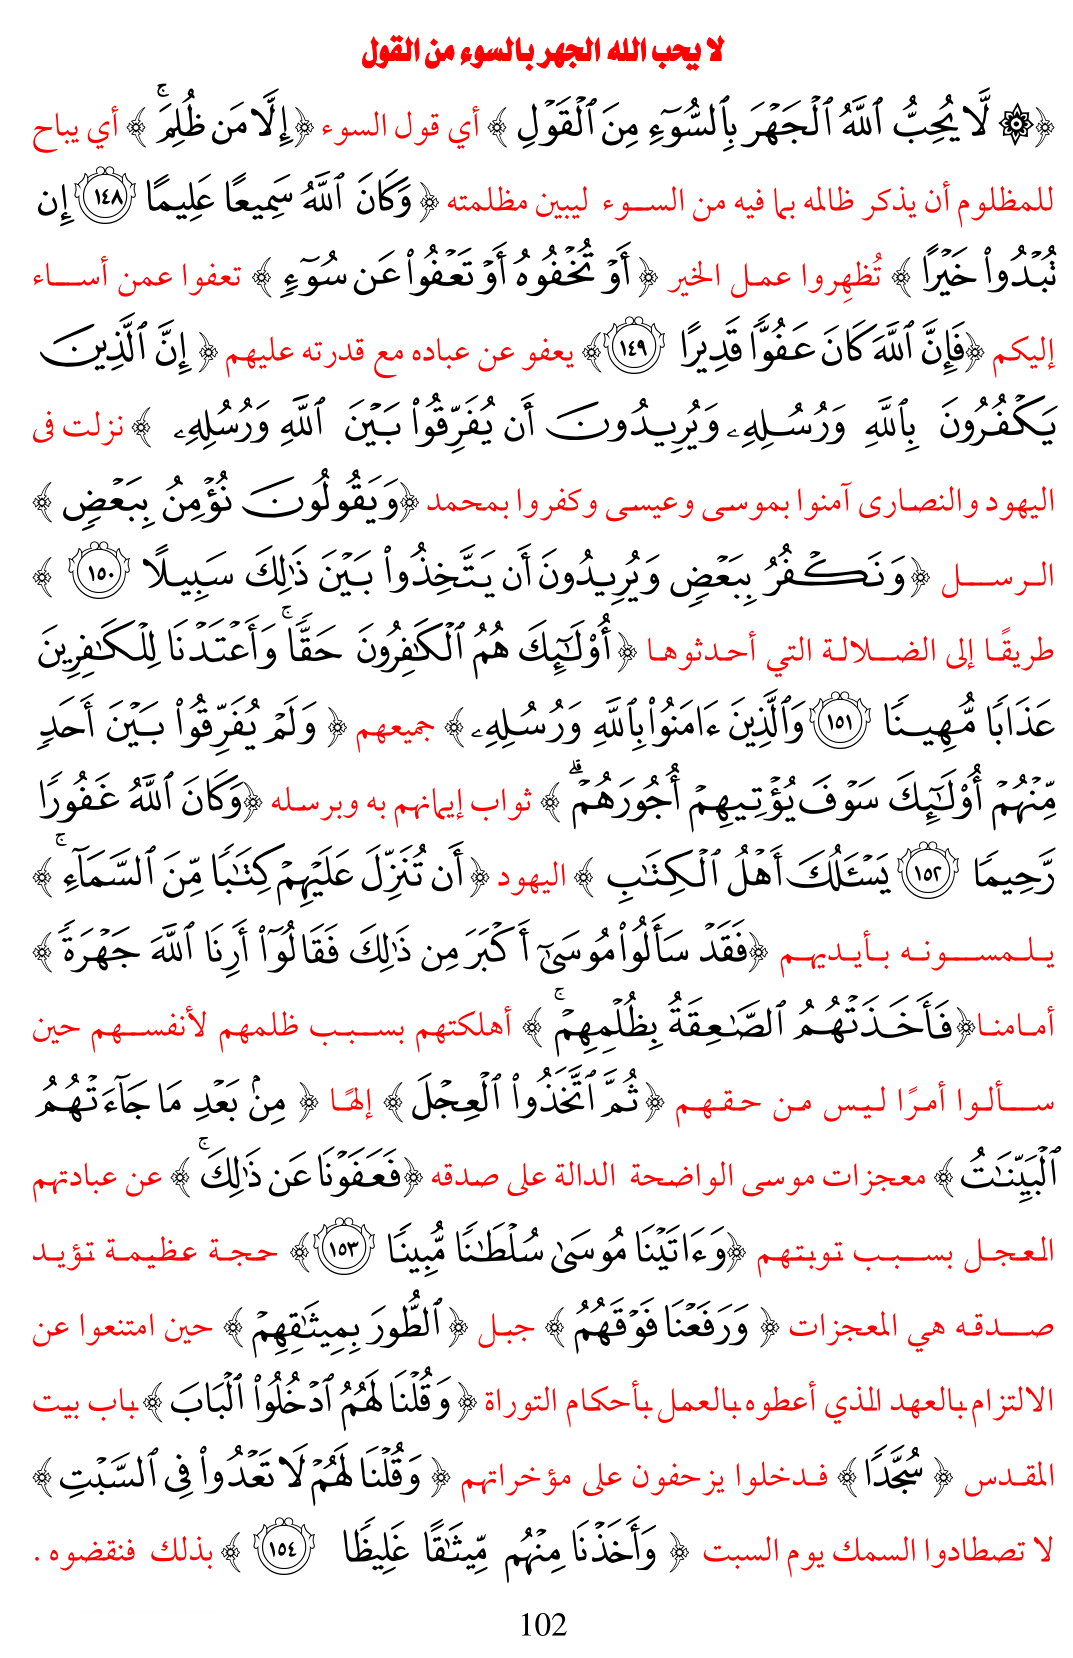 لا يحب الله الجهر بالسوء من القول
﴿۞ لَّا يُحِبُّ ٱللَّهُ ٱلْجَهْرَ بِٱلسُّوٓءِ مِنَ ٱلْقَوْلِ ﴾ أي قول السوء ﴿إِلَّا مَن ظُلِمَ ۚ ﴾ أي يباح
للمظلوم أن يذكر ظالمه بما فيه من السوء ليبين مظلمته ﴿ وَكَانَ ٱللَّهُ سَمِيعًا عَلِيمًا ١٤٨ إِن
تُبْدُوا۟ خَيْرًا ﴾ تُظهِروا عمل الخير ﴿ أَوْ تُخْفُوهُ أَوْ تَعْفُوا۟ عَن سُوٓءٍ ﴾ تعفوا عمن أساء
إليكم ﴿فَإِنَّ ٱللَّهَ كَانَ عَفُوًّا قَدِيرًا ١٤٩﴾ يعفو عن عباده مع قدرته عليهم ﴿ إِنَّ ٱلَّذِينَ
يَكْفُرُونَ بِٱللَّهِ وَرُسُلِهِۦ وَيُرِيدُونَ أَن يُفَرِّقُوا۟ بَيْنَ ٱللَّهِ وَرُسُلِهِۦ ﴾ نزلت فى
اليهود والنصارى آمنوا بموسى وعيسى وكفروا بمحمد ﴿وَيَقُولُونَ نُؤْمِنُ بِبَعْضٍ ﴾
الرسل ﴿ وَنَكْفُرُ بِبَعْضٍ وَيُرِيدُونَ أَن يَتَّخِذُوا۟ بَيْنَ ذَٰلِكَ سَبِيلًا ١٥٠ ﴾
طريقًا إلى الضلالة التي أحدثوها ﴿ أُو۟لَـٰٓئِكَ هُمُ ٱلْكَـٰفِرُونَ حَقًّا ۚ وَأَعْتَدْنَا لِلْكَـٰفِرِينَ
عَذَابًا مُّهِينًا ١٥١ وَٱلَّذِينَ ءَامَنُوا۟ بِٱللَّهِ وَرُسُلِهِۦ ﴾ جميعهم ﴿ وَلَمْ يُفَرِّقُوا۟ بَيْنَ أَحَدٍ
مِّنْهُمْ أُو۟لَـٰٓئِكَ سَوْفَ يُؤْتِيهِمْ أُجُورَهُمْ ۗ ﴾ ثواب إيمانهم به وبرسله ﴿وَكَانَ ٱللَّهُ غَفُورًا
رَّحِيمًا ١٥٢ يَسْـَٔلُكَ أَهْلُ ٱلْكِتَـٰبِ ﴾ اليهود ﴿ أَن تُنَزِّلَ عَلَيْهِمْ كِتَـٰبًا مِّنَ ٱلسَّمَآءِ ۚ ﴾
يلمسونه بأيديهم ﴿فَقَدْ سَأَلُوا۟ مُوسَىٰٓ أَكْبَرَ مِن ذَٰلِكَ فَقَالُوٓا۟ أَرِنَا ٱللَّهَ جَهْرَةً ﴾
أمامنا﴿فَأَخَذَتْهُمُ ٱلصَّـٰعِقَةُ بِظُلْمِهِمْ ۚ ﴾ أهلكتهم بسبب ظلمهم لأنفسهم حين
سألوا أمرًا ليس من حقهم ﴿ ثُمَّ ٱتَّخَذُوا۟ ٱلْعِجْلَ ﴾ إلهًا ﴿ مِنۢ بَعْدِ مَا جَآءَتْهُمُ
ٱلْبَيِّنَـٰتُ ﴾ معجزات موسى الواضحة الدالة على صدقه ﴿فَعَفَوْنَا عَن ذَٰلِكَ ۚ ﴾ عن عبادتهم
العجل بسبب توبتهم ﴿وَءَاتَيْنَا مُوسَىٰ سُلْطَـٰنًا مُّبِينًا ١٥٣﴾ حجة عظيمة تؤيد
صدقه هي المعجزات ﴿ وَرَفَعْنَا فَوْقَهُمُ ﴾ جبل ﴿ ٱلطُّورَ بِمِيثَـٰقِهِمْ ﴾ حين امتنعوا عن
الالتزام بالعهد الذي أعطوه بالعمل بأحكام التوراة ﴿ وَقُلْنَا لَهُمُ ٱدْخُلُوا۟ ٱلْبَابَ ﴾ باب بيت
المقدس ﴿ سُجَّدًا ﴾ فدخلوا يزحفون على مؤخراتهم ﴿ وَقُلْنَا لَهُمْ لَا تَعْدُوا۟ فِى ٱلسَّبْتِ ﴾
لا تصطادوا السمك يوم السبت ﴿ وَأَخَذْنَا مِنْهُم مِّيثَـٰقًا غَلِيظًا ١٥٤ ﴾ بذلك فنقضوه .
102